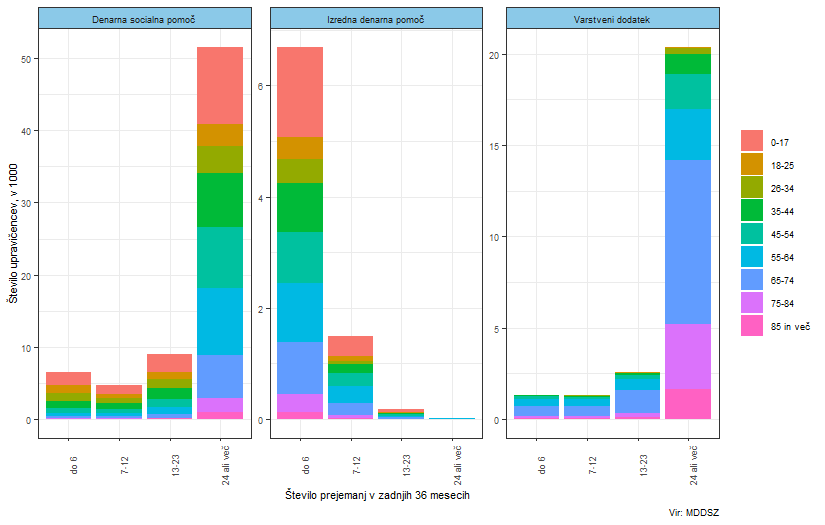 Denarna socialna pomoč
Izredna denarna pomoč
Varstveni dodatek
Število upravičencev, v 1000
50
40
30
20
10
0
6
4
2
0
20
15
10
5
0
do 6
7-12
13-23
24 ali več
do 6
7-12
13-23
24 ali več
do 6
7-12
13-23
24 ali več
Število prejemanj v zadnjih 36 mesecih
0-17
18-25
26-34
35-44
45-54
55-64
65-74
75-84
85 in več
Vir: MDDSZ